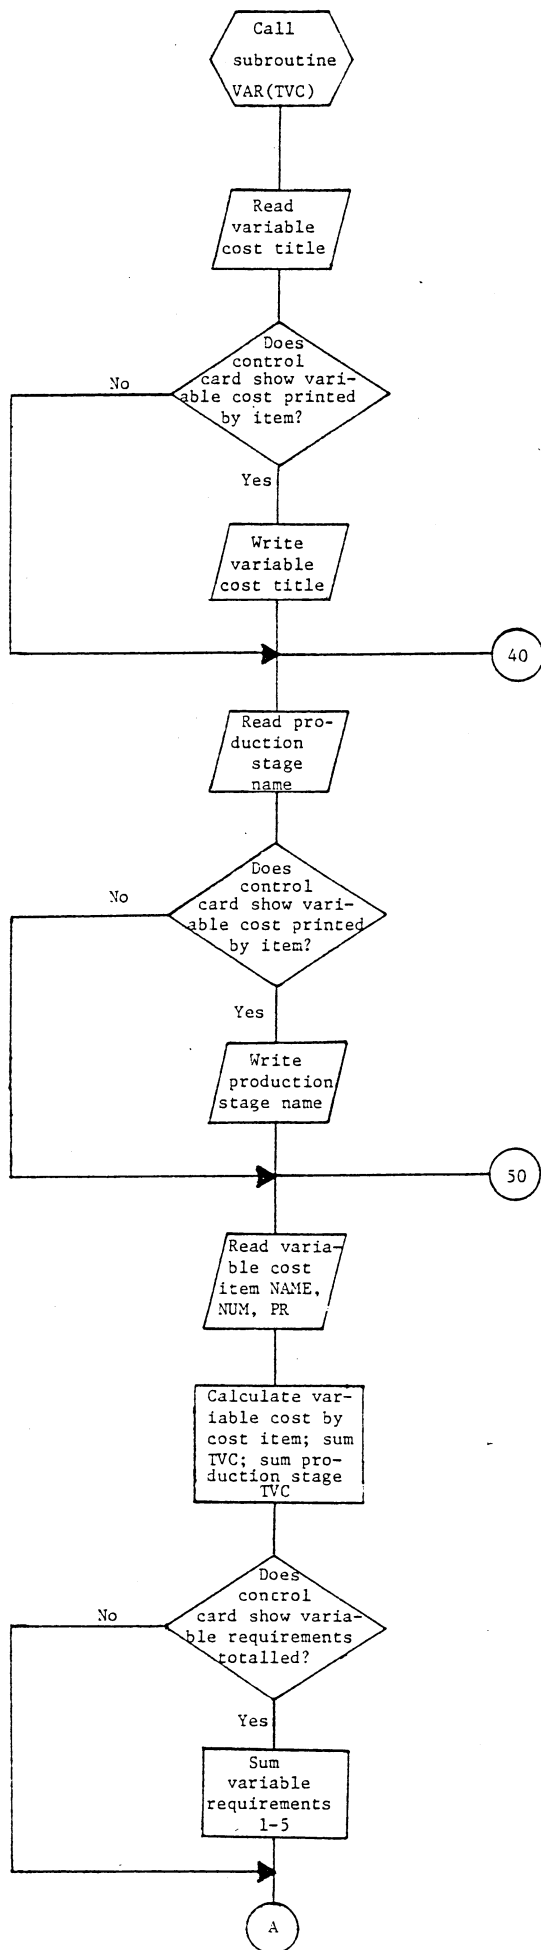 Call
subroutine
VAR(TVC)
Read
variable
cost title
Does
control
card show vari-
able cost printed
by item?
No
Yes
Write
variable
cost title
40
Read pro-
duction
stage
name
Does
control
card show vari-
able cost printed
by item?
No
Yes
Write
production
stage name
50
Read varia-
ble cost
item NAME,
NUM, PR
Calculate var-
iable cost by
cost item; sum
TVC; sum pro-
duction stage
TVC
Does
concrol
card show varia-
ble requirements
totalled?
No
Yes
Sum
variable
requirements
1-5
A